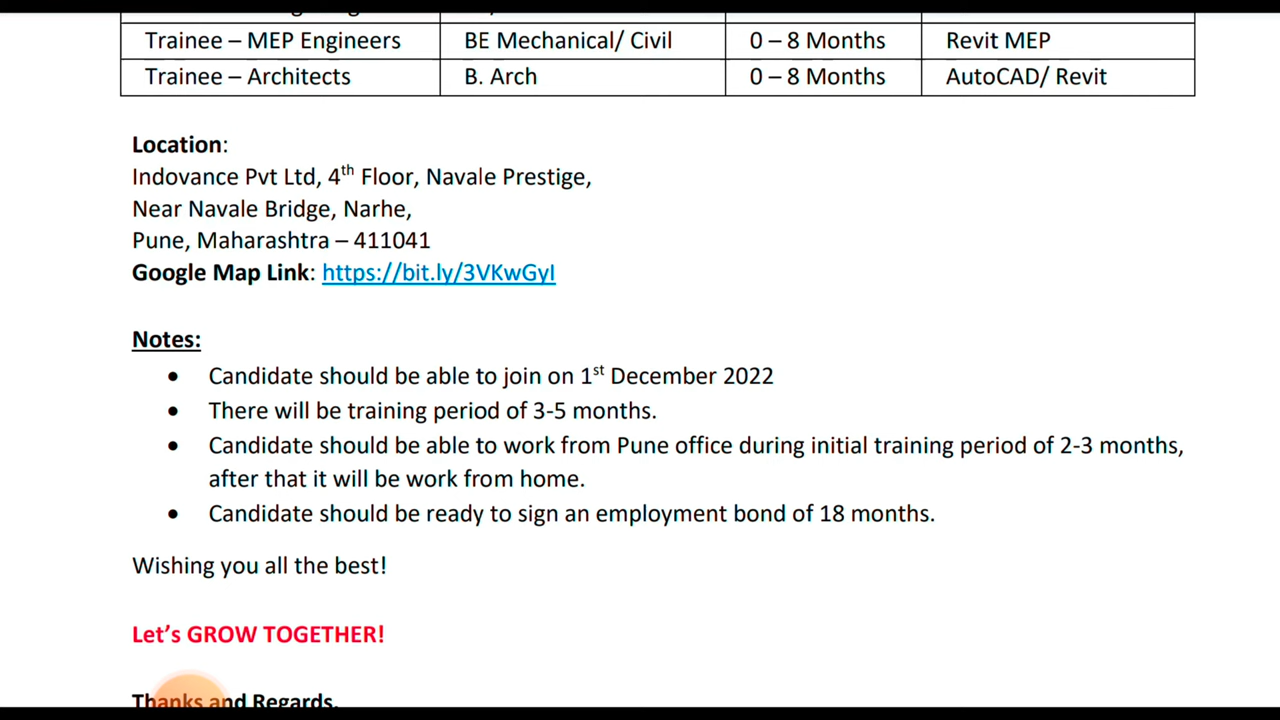 Trainee – MEP Engineers BE Mechanical/ Civil 0 – 8 Months Revit MEP
Trainee – Architects B. Arch 0 – 8 Months AutoCAD/ Revit
Location:
Indovance Pvt Ltd, 4th Floor, Navale Prestige,
Near Navale Bridge, Narhe,
Pune, Maharashtra – 411041
Google Map Link: https://bit.ly/3VKwGyI
Notes:
• Candidate should be able to join on 1st December 2022
• There will be training period of 3-5 months.
• Candidate should be able to work from Pune office during initial training period of 2-3 months,
after that it will be work from home.
• Candidate should be ready to sign an employment bond of 18 months.
Wishing you all the best!
Let's GROW TOGETHER!
Thanks and Regards,